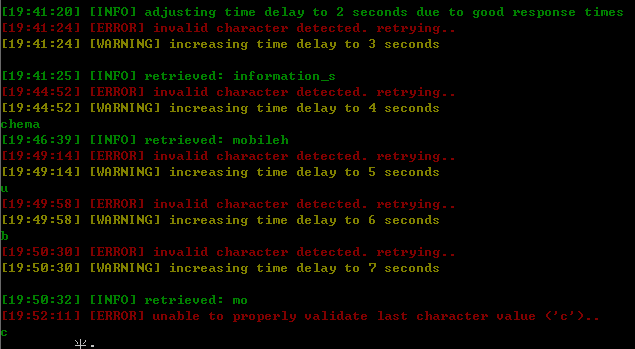 [19:41:20] [INFO] adjusting time delay to 2 seconds due to good response times
[19:41:24] [ERROR] invalid character detected. retrying..
[19:41:24] [WARNING] increasing time delay to 3 seconds
[19:41:25] [INFO] retrieved: information_s
[19:44:52] [ERROR] invalid character detected. retrying..
[19:44:52] [WARNING] increasing time delay to 4 seconds
chema
[19:46:39] [INFO] retrieved: mobileh
[19:49:14] [ERROR] invalid character detected. retrying..
[19:49:14] [WARNING] increasing time delay to 5 seconds
u
[19:49:58] [ERROR] invalid character detected. retrying..
[19:49:58] [WARNING] increasing time delay to 6 seconds
b
[19:50:30] [ERROR] invalid character detected. retrying..
[19:50:30] [WARNING] increasing time delay to 7 seconds
[19:50:32] [INFO] retrieved: mo
[19:52:11] [ERROR] unable to properly validate last character value ('c')..
c